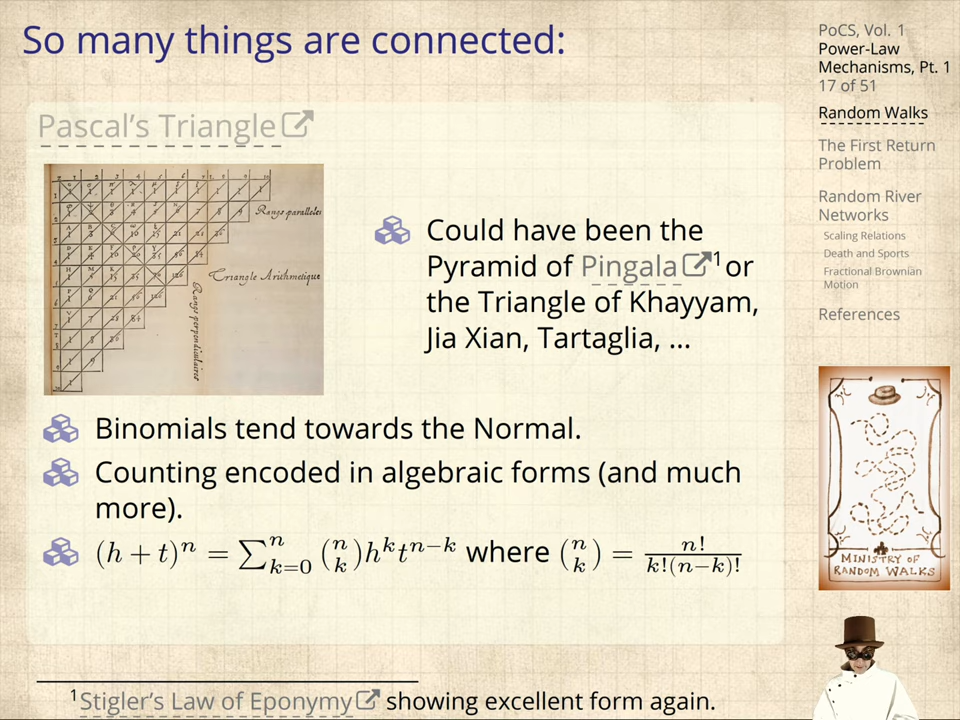 So many things are connected:
PoCS, Vol. 1
Power-Law
Mechanisms, Pt. 1
17 of 51
Random Walks
The First Return
Problem
Random River
Networks
Scaling Relations
Death and Sports
Fractional Brownian
Motion
References
Pascal's Triangle
Rangs paralleles
Triangle Arithmetique
Rangs perpendiculaires
Could have been the
Pyramid of Pingala¹ or
the Triangle of Khayyam,
Jia Xian, Tartaglia, ...
Binomials tend towards the Normal.
Counting encoded in algebraic forms (and much
more).
(h + t)ⁿ = ∑ⁿₖ₌₀ (n k) hᵏtⁿ⁻ᵏ where (n k) = n!/k!(n−k)!
MINISTRY OF
RANDOM WALKS
¹Stigler's Law of Eponymy showing excellent form again.